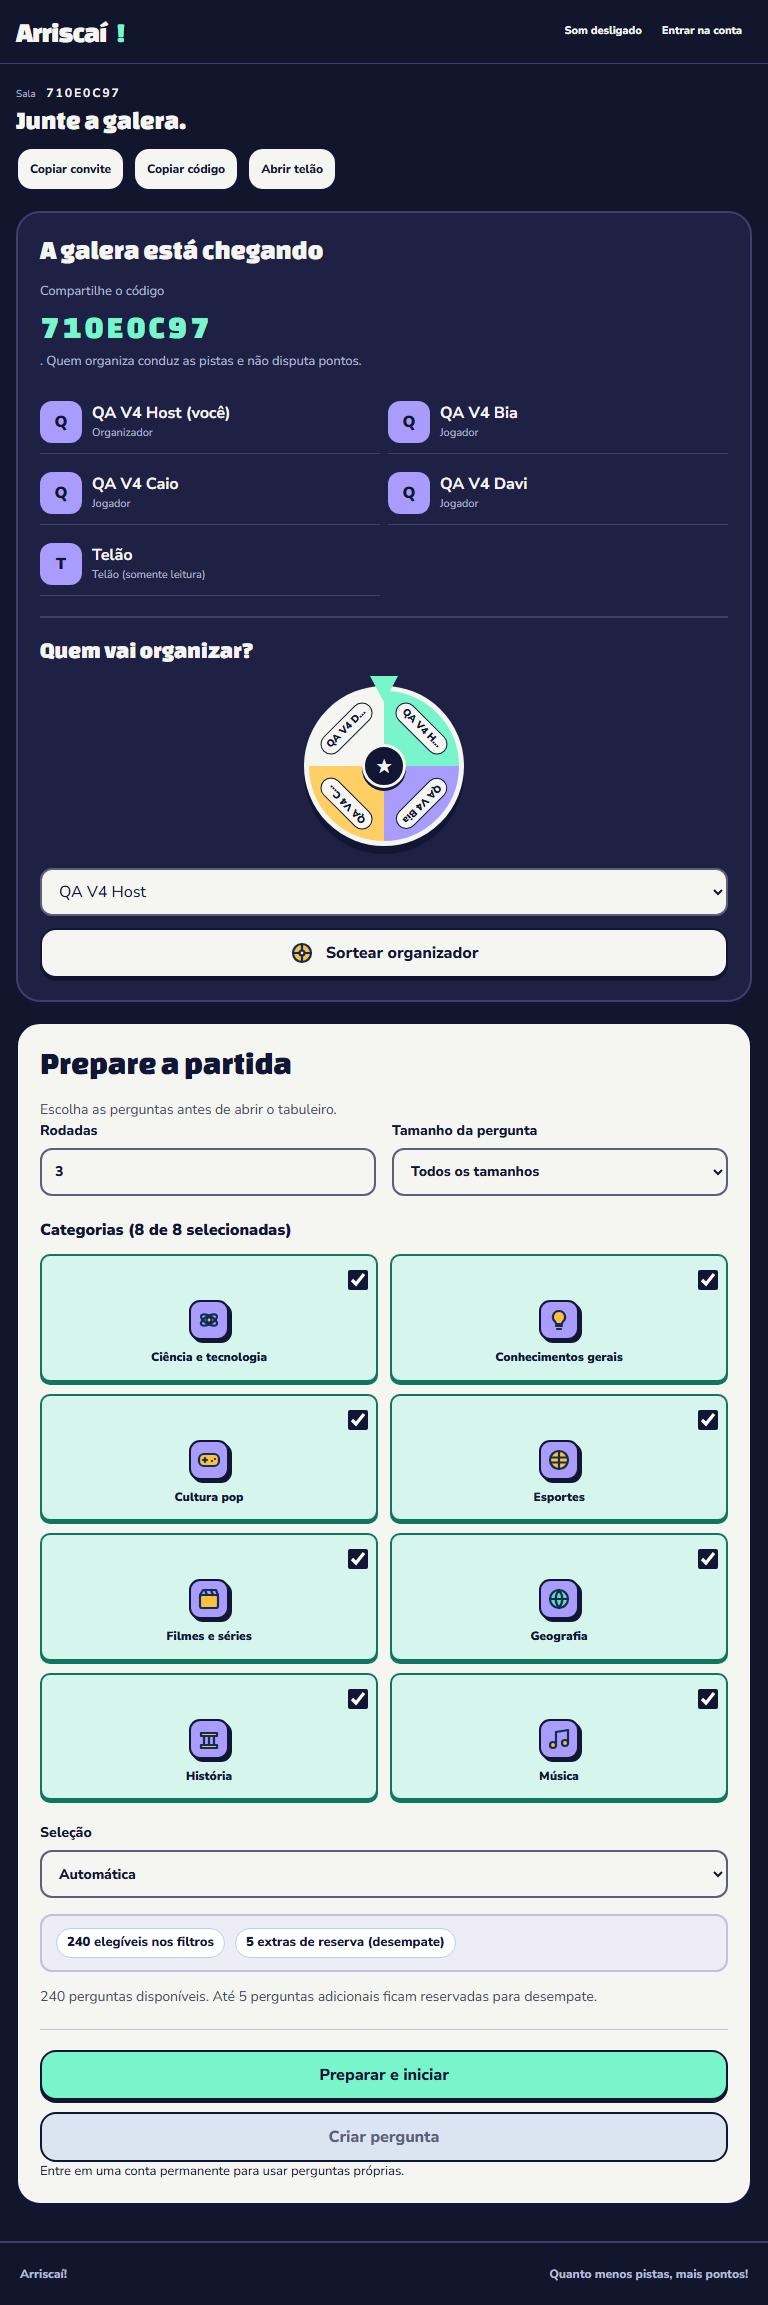 Arriscaí !
Som desligado Entrar na conta
Sala 710E0C97
Junte a galera.
Copiar convite Copiar código Abrir telão
A galera está chegando
Compartilhe o código
710E0C97
. Quem organiza conduz as pistas e não disputa pontos.
Q QA V4 Host (você)
Organizador
Q QA V4 Bia
Jogador
Q QA V4 Caio
Jogador
Q QA V4 Davi
Jogador
T Telão
Telão (somente leitura)
Quem vai organizar?
QA V4 D...
QA V4 H...
QA V4 C...
QA V4 Bia
QA V4 Host
Sortear organizador
Prepare a partida
Escolha as perguntas antes de abrir o tabuleiro.
Rodadas Tamanho da pergunta
3 Todos os tamanhos
Categorias (8 de 8 selecionadas)
Ciência e tecnologia Conhecimentos gerais
Cultura pop Esportes
Filmes e séries Geografia
História Música
Seleção
Automática
240 elegíveis nos filtros 5 extras de reserva (desempate)
240 perguntas disponíveis. Até 5 perguntas adicionais ficam reservadas para desempate.
Preparar e iniciar
Criar pergunta
Entre em uma conta permanente para usar perguntas próprias.
Arriscaí! Quanto menos pistas, mais pontos!